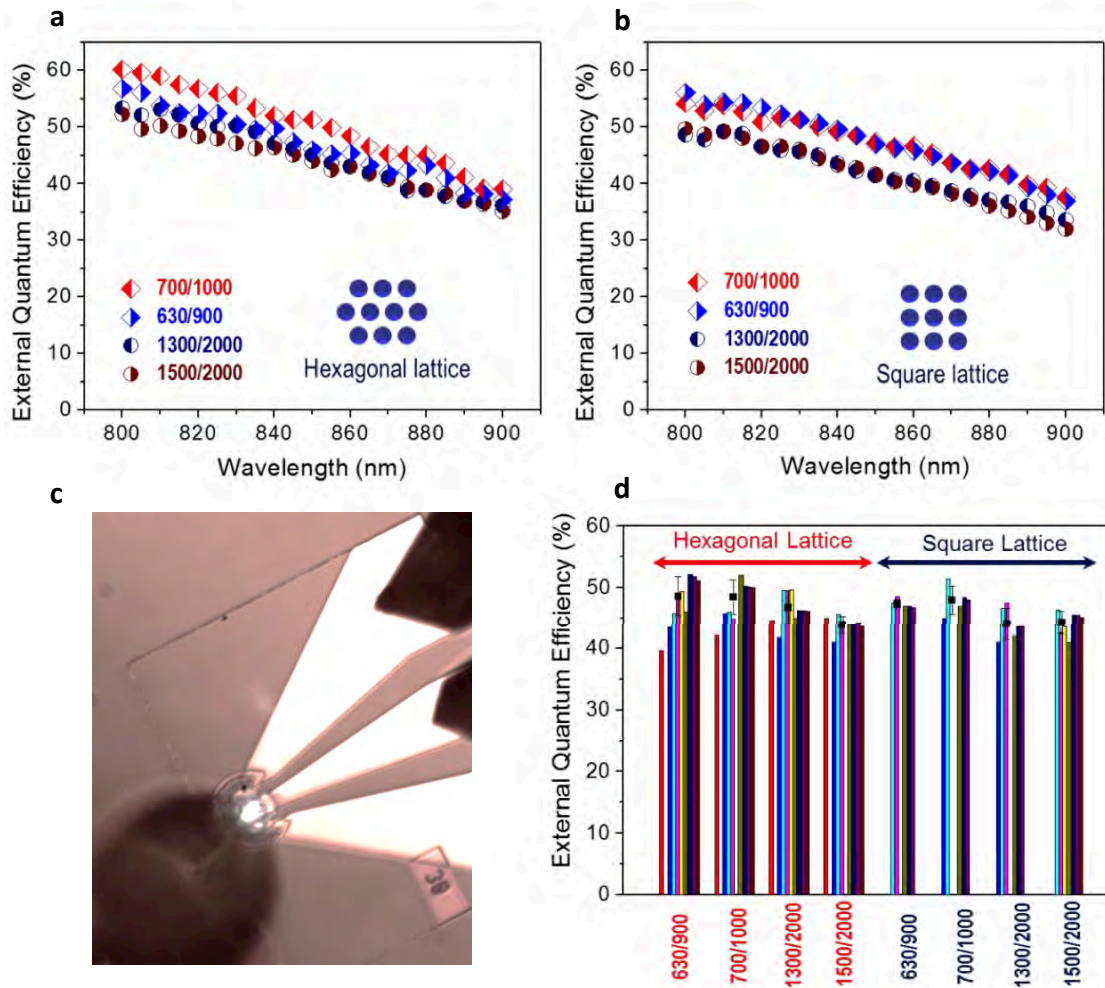 a
External Quantum Efficiency (%)
60
50
40
30
20
10
0
700/1000
630/900
1300/2000
1500/2000
Hexagonal lattice
800 820 840 860 880 900
Wavelength (nm)
b
External Quantum Efficiency (%)
60
50
40
30
20
10
0
700/1000
630/900
1300/2000
1500/2000
Square lattice
800 820 840 860 880 900
Wavelength (nm)
c
38
d
External Quantum Efficiency (%)
60
50
40
30
20
10
0
Hexagonal Lattice
Square Lattice
630/900
700/1000
1300/2000
1500/2000
630/900
700/1000
1300/2000
1500/2000